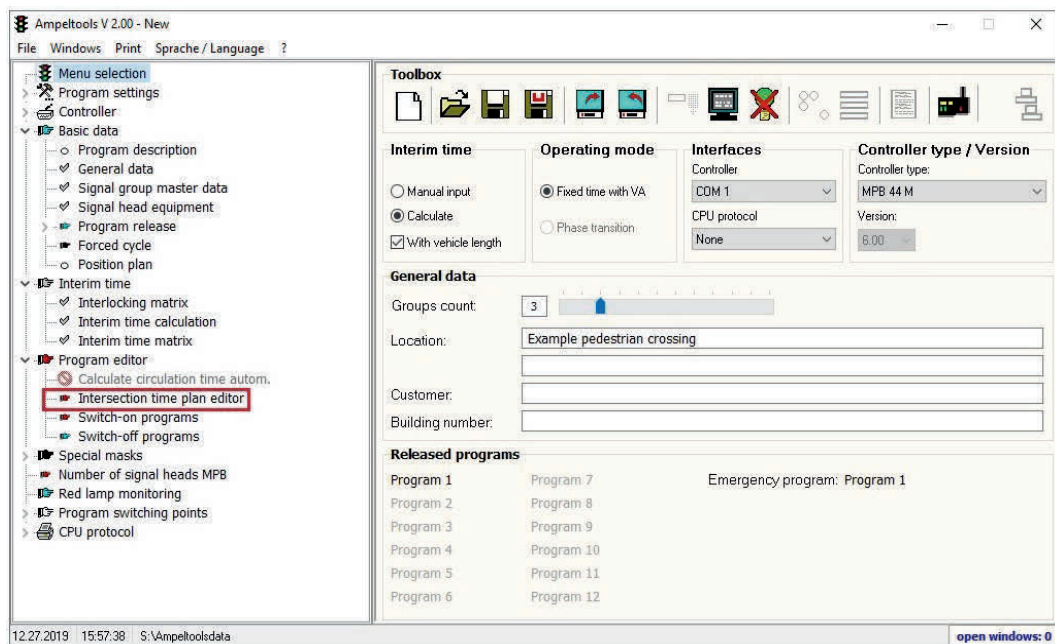 Ampeltools V 2.00 - New
File Windows Print Sprache / Language ?
Menu selection
Program settings
Controller
Basic data
Program description
General data
Signal group master data
Signal head equipment
Program release
Forced cycle
Position plan
Interim time
Interlocking matrix
Interim time calculation
Interim time matrix
Program editor
Calculate circulation time autom.
Intersection time plan editor
Switch-on programs
Switch-off programs
Special masks
Number of signal heads MPB
Red lamp monitoring
Program switching points
CPU protocol
Toolbox
Interim time
Manual input
Calculate
With vehicle length
Operating mode
Fixed time with VA
Phase transition
Interfaces
Controller
COM 1
CPU protocol
None
Controller type / Version
Controller type:
MPB 44 M
Version:
6.00
General data
Groups count: 3
Location: Example pedestrian crossing
Customer:
Building number:
Released programs
Program 1 Program 7 Emergency program: Program 1
Program 2 Program 8
Program 3 Program 9
Program 4 Program 10
Program 5 Program 11
Program 6 Program 12
12.27.2019 15:57:38 S:\Ampeltoolsdata open windows: 0